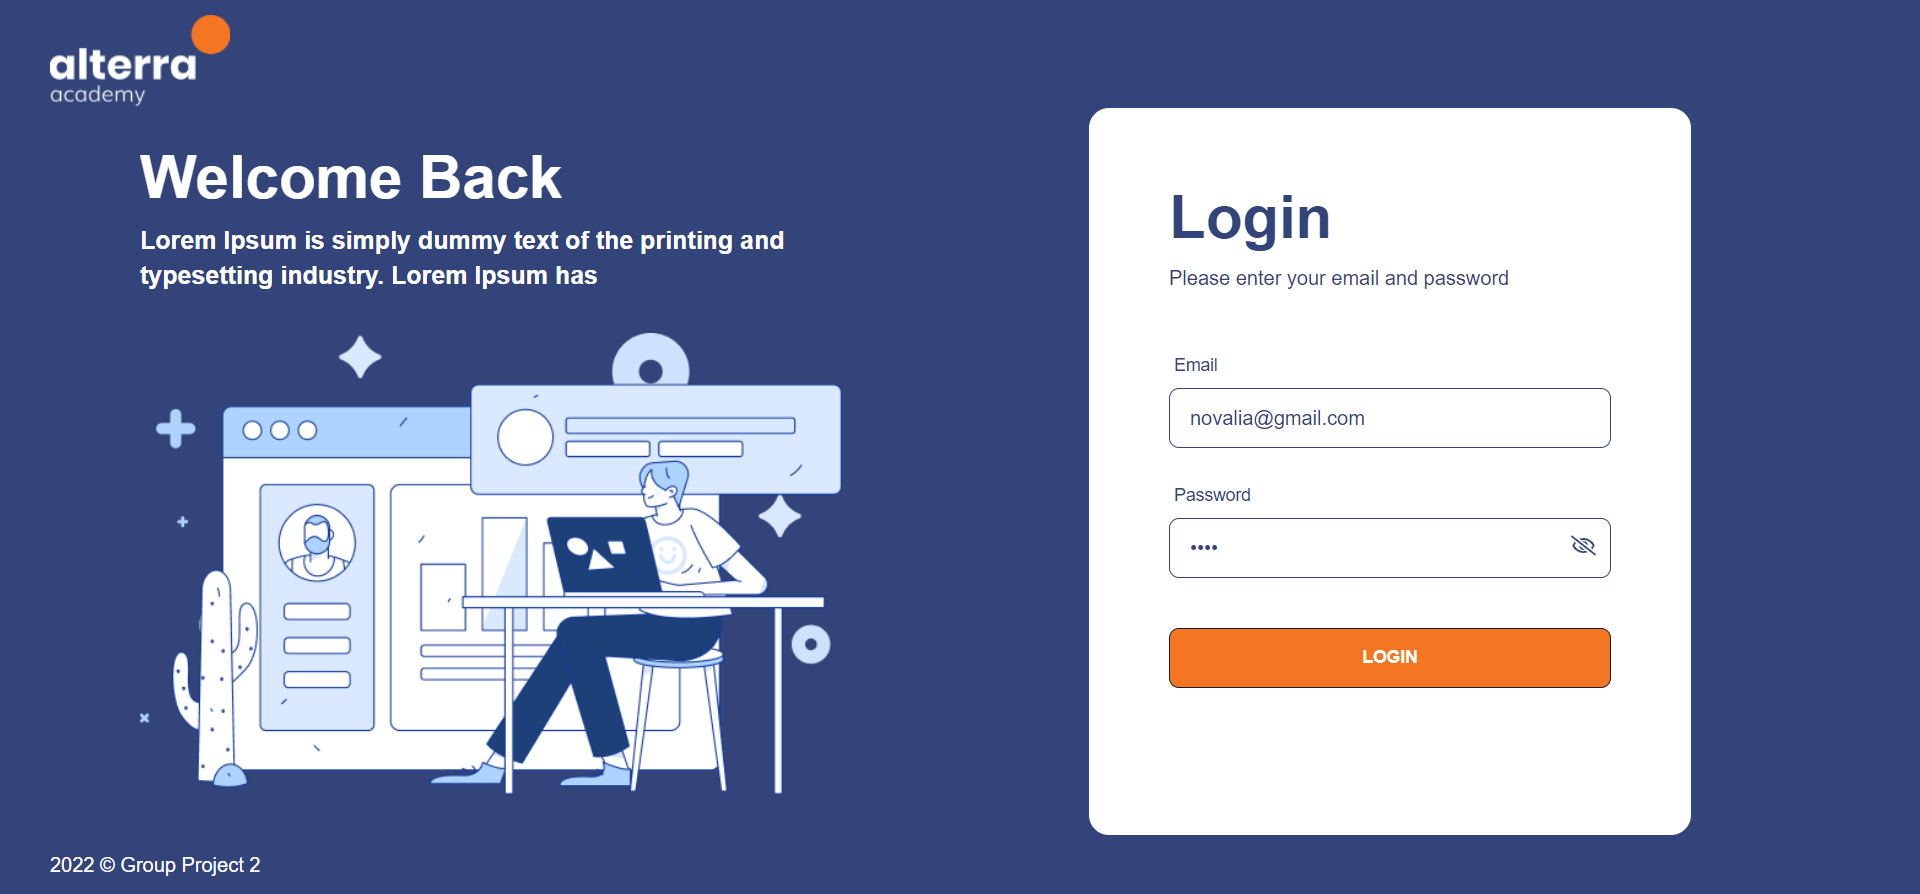 alterra
academy
Welcome Back
Lorem Ipsum is simply dummy text of the printing and
typesetting industry. Lorem Ipsum has
Login
Please enter your email and password
Email
novalia@gmail.com
Password
••••
LOGIN
2022 © Group Project 2